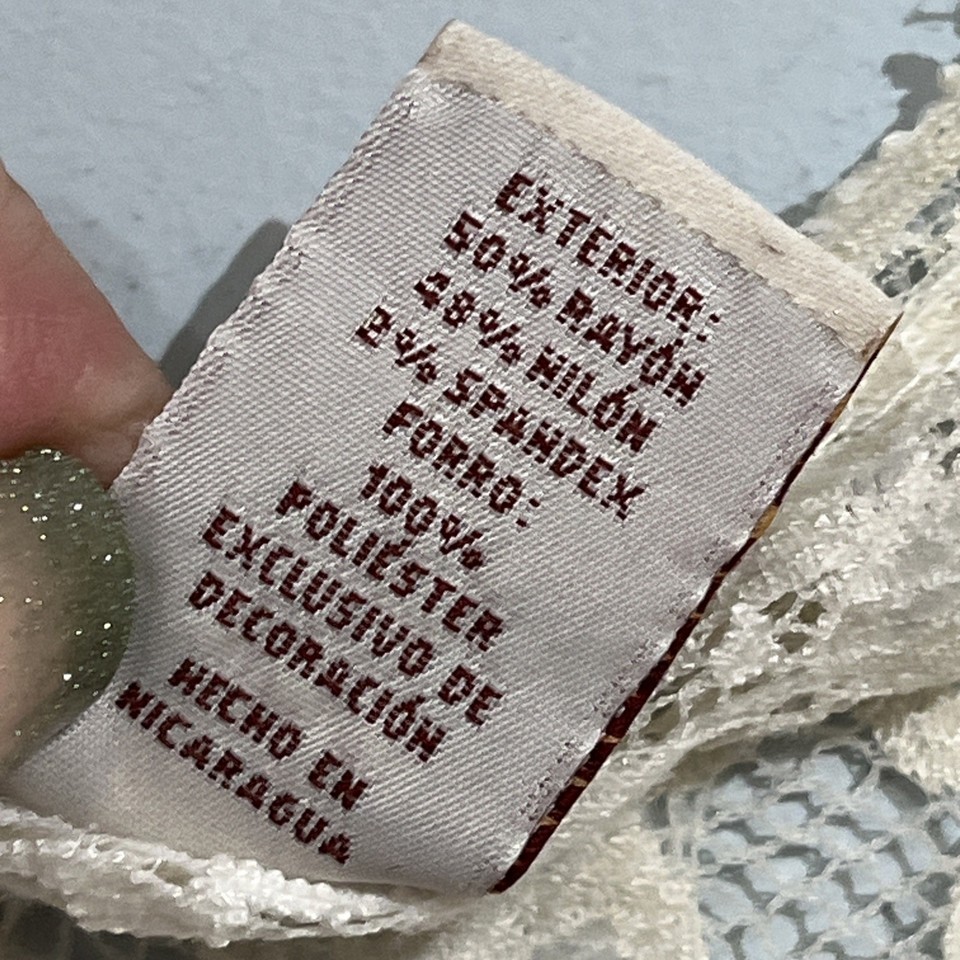 EXTERIOR:
50% RAYÓN
48% NILÓN
2% SPANDEX
FORRO:
100%
POLIÉSTER
EXCLUSIVO DE
DECORACIÓN
HECHO EN
NICARAGUA